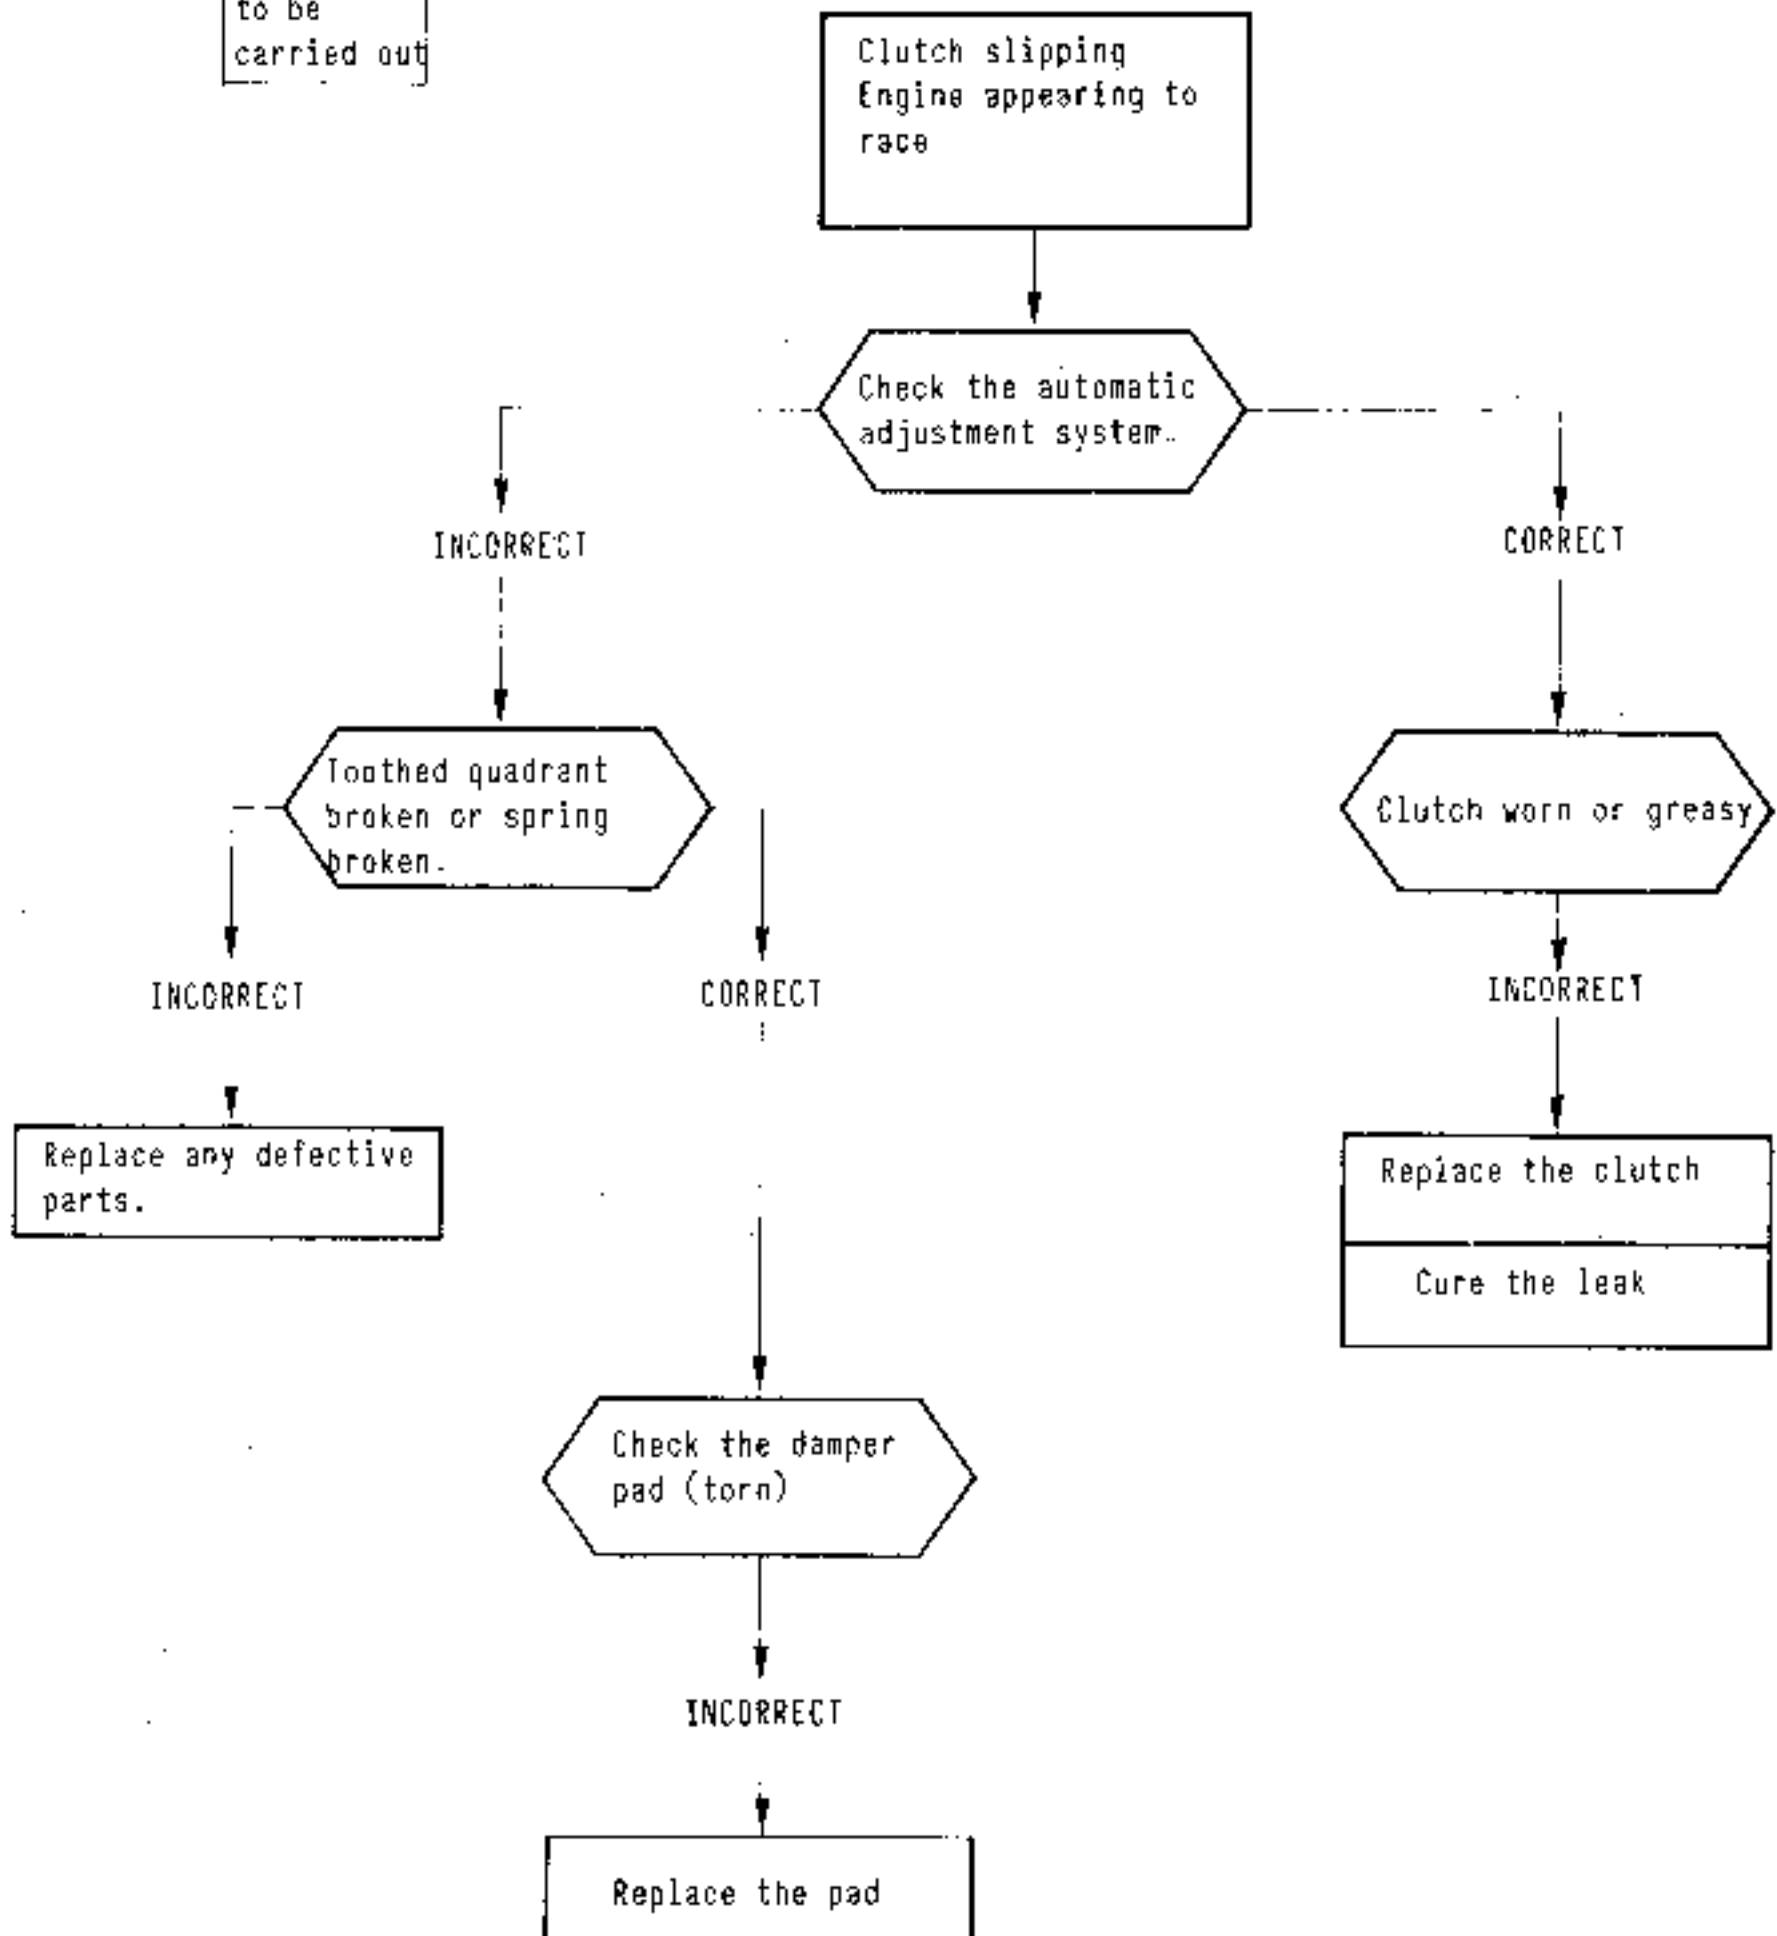 to be
carried out
Clutch slipping
Engine appearing to
race
Check the automatic
adjustment system.
INCORRECT
CORRECT
Toothed quadrant
broken or spring
broken.
Clutch worn or greasy
INCORRECT
CORRECT
INCORRECT
Replace any defective
parts.
Replace the clutch
Cure the leak
Check the damper
pad (torn)
INCORRECT
Replace the pad